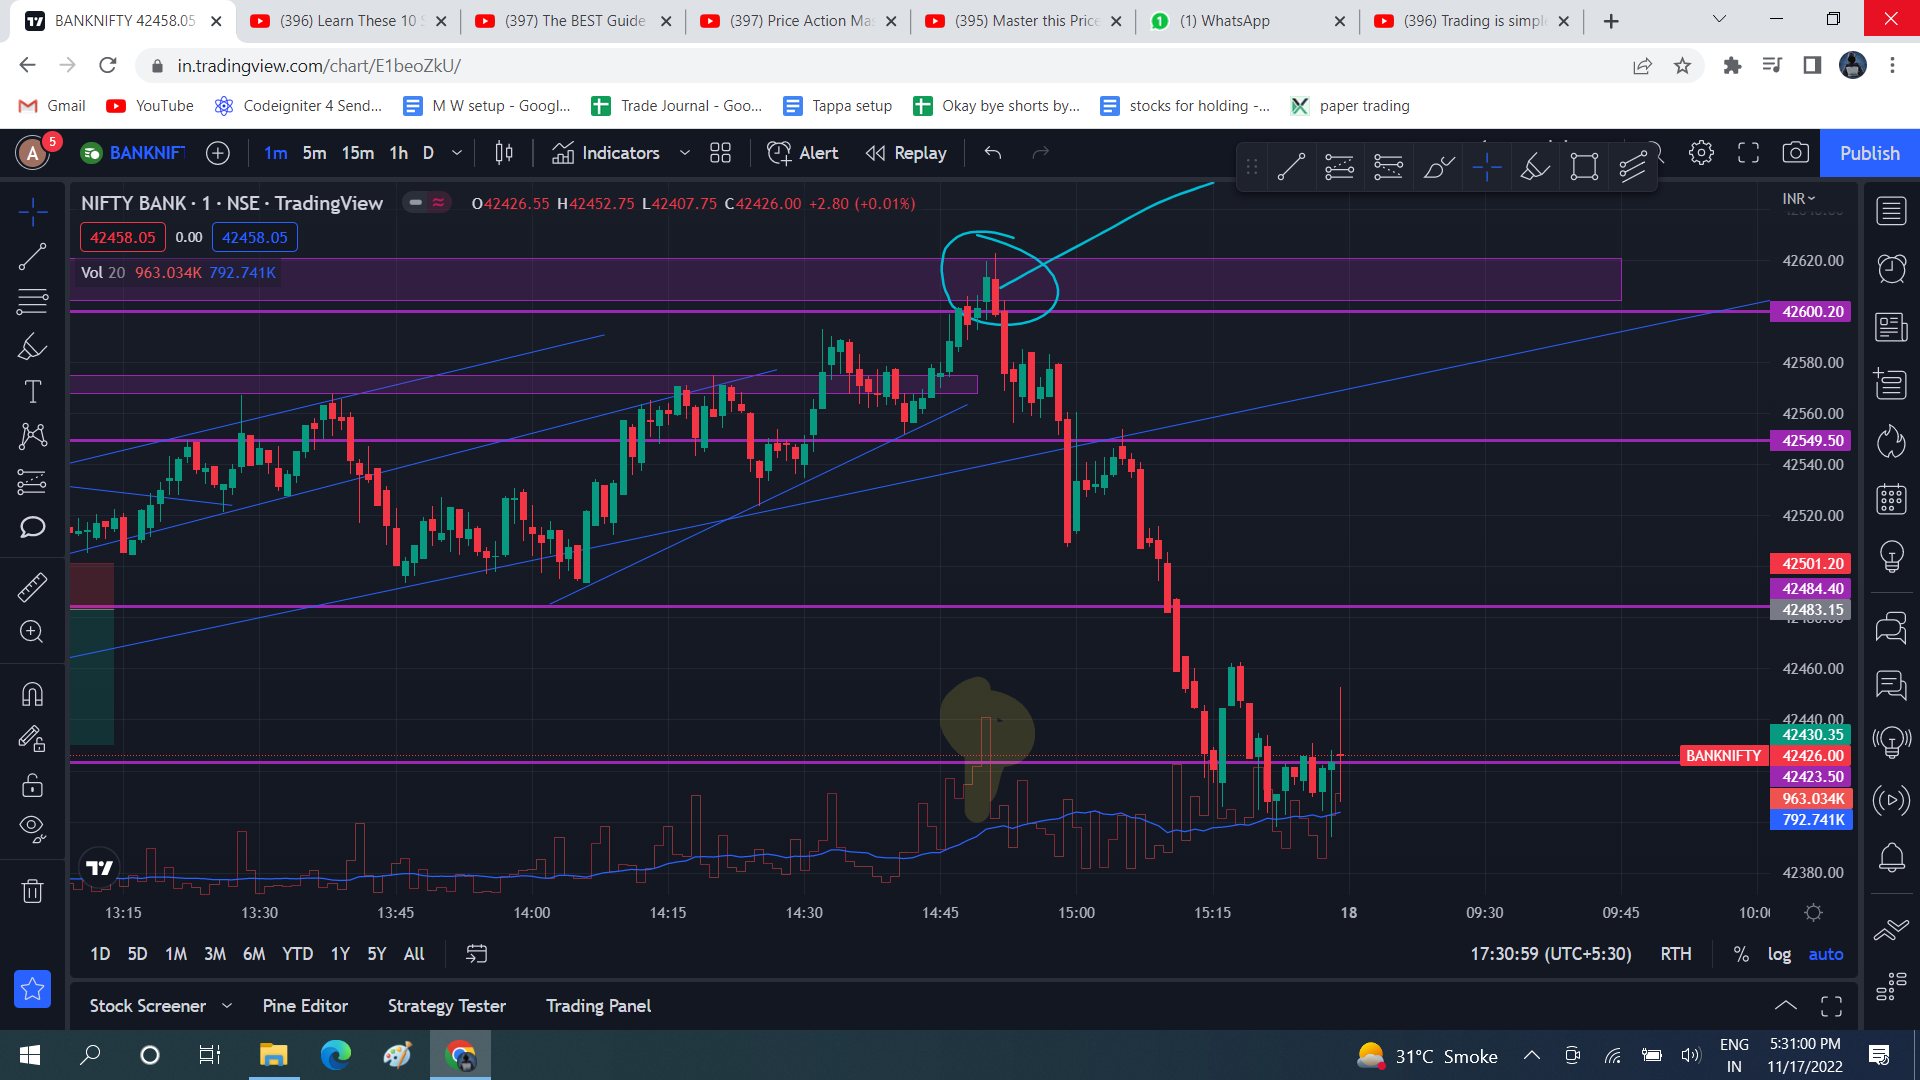 BANKNIFTY 42458.05
(396) Learn These 10 S
(397) The BEST Guide
(397) Price Action Mas
(395) Master this Price
(1) WhatsApp
(396) Trading is simple
in.tradingview.com/chart/E1beoZkU/
Gmail
YouTube
Codeigniter 4 Send...
M W setup - Googl...
Trade Journal - Goo...
Tappa setup
Okay bye shorts by...
stocks for holding -...
paper trading
A
5
BANKNIFT
1m
5m
15m
1h
D
Indicators
Alert
Replay
Publish
NIFTY BANK · 1 · NSE · TradingView
O42426.55 H42452.75 L42407.75 C42426.00 +2.80 (+0.01%)
INR
42458.05
0.00
42458.05
Vol 20 963.034K 792.741K
42620.00
42600.20
42580.00
42560.00
42549.50
42540.00
42520.00
42501.20
42484.40
42483.15
42460.00
42440.00
42430.35
BANKNIFTY
42426.00
42423.50
963.034K
792.741K
42380.00
13:15
13:30
13:45
14:00
14:15
14:30
14:45
15:00
15:15
18
09:30
09:45
10:00
1D
5D
1M
3M
6M
YTD
1Y
5Y
All
17:30:59 (UTC+5:30)
RTH
%
log
auto
Stock Screener
Pine Editor
Strategy Tester
Trading Panel
31°C Smoke
ENG
IN
5:31:00 PM
11/17/2022